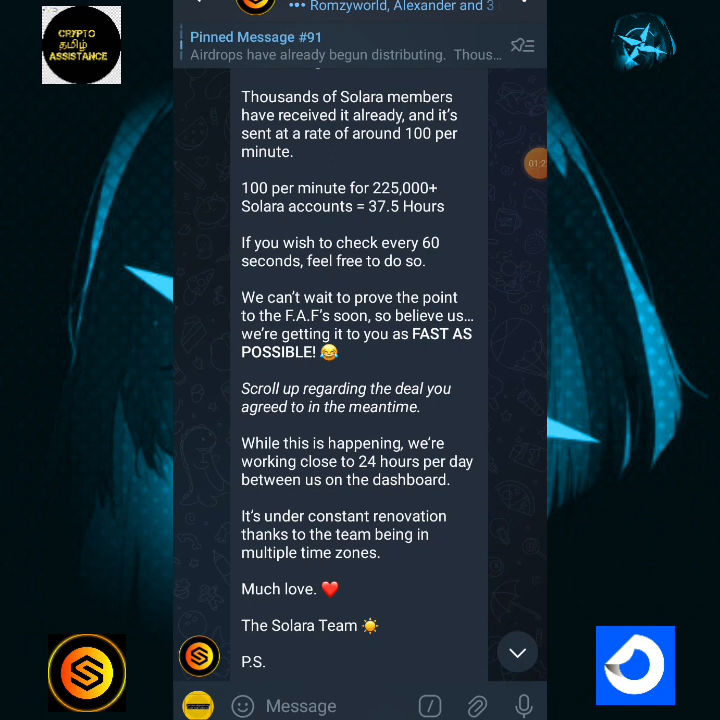 CRYPTO
தமிழ்
ASSISTANCE
••• Romzyworld, Alexander and 3
Pinned Message #91
Airdrops have already begun distributing. Thous...
Thousands of Solara members
have received it already, and it’s
sent at a rate of around 100 per
minute.
100 per minute for 225,000+
Solara accounts = 37.5 Hours
If you wish to check every 60
seconds, feel free to do so.
We can’t wait to prove the point
to the F.A.F’s soon, so believe us…
we’re getting it to you as FAST AS
POSSIBLE! 😂
Scroll up regarding the deal you
agreed to in the meantime.
While this is happening, we’re
working close to 24 hours per day
between us on the dashboard.
It’s under constant renovation
thanks to the team being in
multiple time zones.
Much love. ❤️
The Solara Team ☀️
P.S.
Message